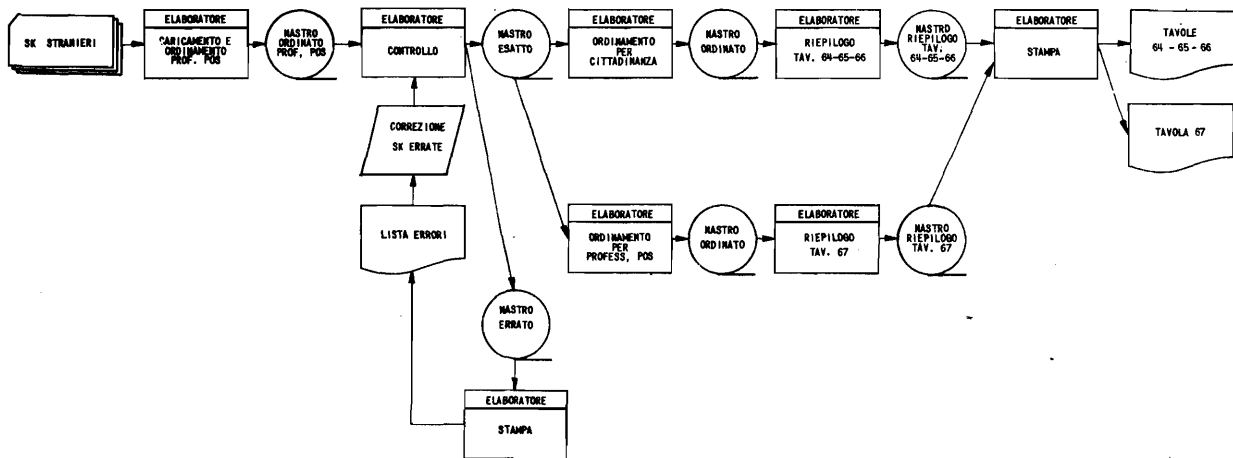 SK STRANIERI
ELABORATORE
CARICAMENTO E
ORDINAMENTO
PROF. POS
NASTRO
ORDINATO
PROF, POS
ELABORATORE
CONTROLLO
NASTRO
ESATTO
ELABORATORE
ORDINAMENTO
PER
CITTADINANZA
NASTRO
ORDINATO
ELABORATORE
RIEPILOGO
TAV. 64-65-66
NASTRO
RIEPILOGO
TAV.
64-65-66
ELABORATORE
STAMPA
TAVOLE
64 - 65 - 66
TAVOLA 67
CORREZIONE
SK ERRATE
LISTA ERRORI
ELABORATORE
ORDINAMENTO
PER
PROFESS, POS
NASTRO
ORDINATO
ELABORATORE
RIEPILOGO
TAV. 67
NASTRO
RIEPILOGO
TAV. 67
NASTRO
ERRATO
ELABORATORE
STAMPA